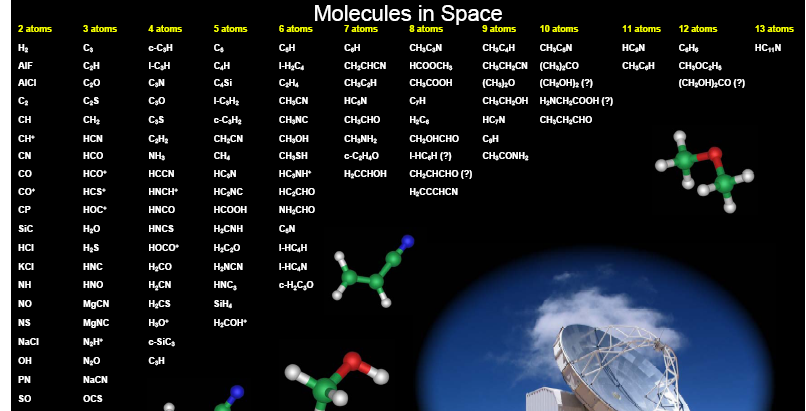 Molecules in Space
2 atoms 3 atoms 4 atoms 5 atoms 6 atoms 7 atoms 8 atoms 9 atoms 10 atoms 11 atoms 12 atoms 13 atoms
H₂ C₃ c-C₃H C₅ C₅H C₆H CH₃C₃N CH₃C₄H CH₃C₅N HC₉N C₆H₆ HC₁₁N
AlF C₂H l-C₃H C₄H l-H₂C₄ CH₂CHCN HCOOCH₃ CH₃CH₂CN (CH₃)₂CO CH₃C₆H CH₃OC₂H₅
AlCl C₂O C₃N C₄Si C₂H₄ CH₃C₂H CH₃COOH (CH₃)₂O (CH₂OH)₂ (?) (CH₂OH)₂CO (?)
C₂ C₂S C₃O l-C₃H₂ CH₃CN HC₅N C₇H CH₃CH₂OH H₂NCH₂COOH (?)
CH CH₂ C₃S c-C₃H₂ CH₃NC CH₃CHO H₂C₆ HC₇N CH₃CH₂CHO
CH⁺ HCN C₂H₂ CH₂CN CH₃OH CH₃NH₂ CH₂OHCHO C₈H
CN HCO NH₃ CH₄ CH₃SH c-C₂H₄O l-HC₆H (?) CH₃CONH₂
CO HCO⁺ HCCN HC₃N HC₃NH⁺ H₂CCHOH CH₂CHCHO (?)
CO⁺ HCS⁺ HNCH⁺ HC₂NC HC₂CHO H₂CCCHCN
CP HOC⁺ HNCO HCOOH NH₂CHO
SiC H₂O HNCS H₂CNH C₅N
HCl H₂S HOCO⁺ H₂C₂O l-HC₄H
KCl HNC H₂CO H₂NCN l-HC₄N
NH HNO H₂CN HNC₃ c-H₂C₃O
NO MgCN H₂CS SiH₄
NS MgNC H₃O⁺ H₂COH⁺
NaCl N₂H⁺ c-SiC₃
OH N₂O C₃H
PN NaCN
SO OCS